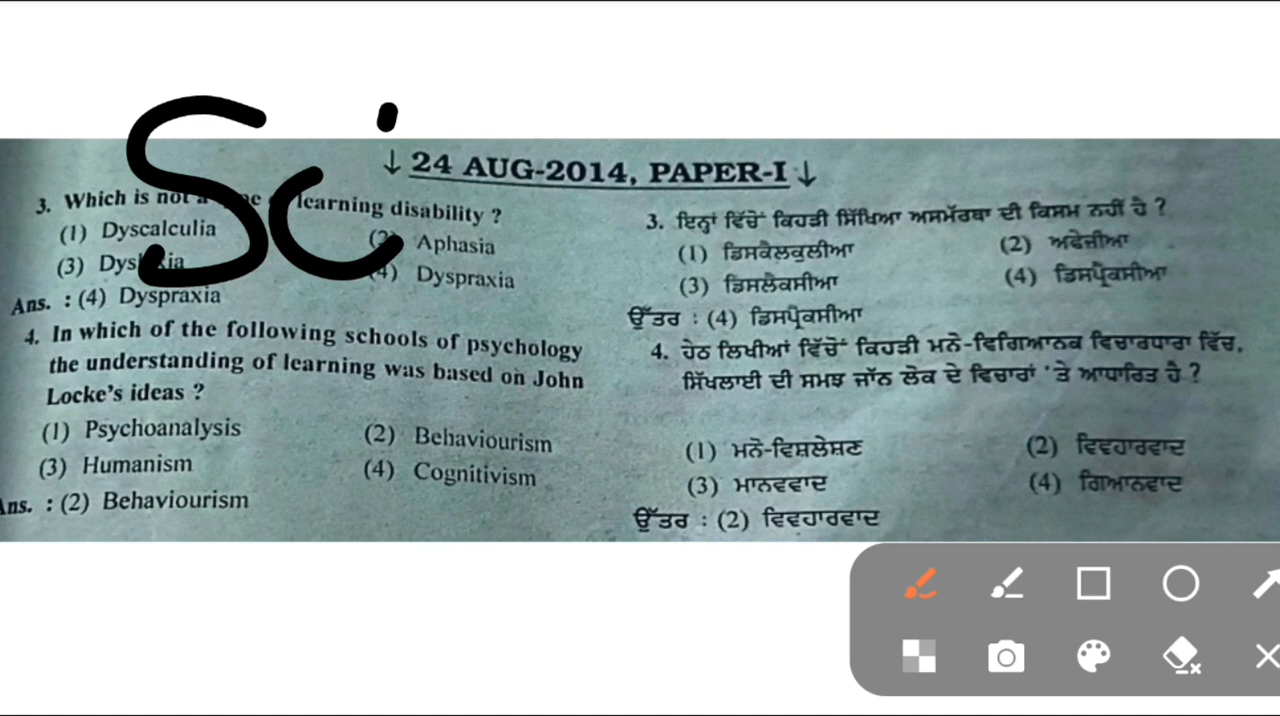 Sci
↓ 24 AUG-2014, PAPER-I ↓
3. Which is not a learning disability ?
(1) Dyscalculia
(2) Aphasia
(3)
(4) Dyspraxia
Ans. : (4) Dyspraxia
4. In which of the following schools of psychology
the understanding of learning was based on John
Locke's ideas ?
(1) Psychoanalysis (2) Behaviourism
(3) Humanism (4) Cognitivism
Ans. : (2) Behaviourism
3. ਇਨ੍ਹਾਂ ਵਿੱਚੋਂ ਕਿਹੜੀ ਸਿੱਖਿਆ ਅਸਮੱਰਥਾ ਦੀ ਕਿਸਮ ਨਹੀਂ ਹੈ ?
(1) ਡਿਸਕੈਲਕੁਲੀਆ (2) ਅਫੇਜ਼ੀਆ
(3) ਡਿਸਲੈਕਸੀਆ (4) ਡਿਸਪ੍ਰੈਕਸੀਆ
ਉੱਤਰ : (4) ਡਿਸਪ੍ਰੈਕਸੀਆ
4. ਹੇਠ ਲਿਖੀਆਂ ਵਿੱਚੋਂ ਕਿਹੜੀ ਮਨੋ-ਵਿਗਿਆਨਕ ਵਿਚਾਰਧਾਰਾ ਵਿੱਚ,
ਸਿੱਖਲਾਈ ਦੀ ਸਮਝ ਜਾੱਨ ਲੋਕ ਦੇ ਵਿਚਾਰਾਂ 'ਤੇ ਆਧਾਰਿਤ ਹੈ ?
(1) ਮਨੋ-ਵਿਸ਼ਲੇਸ਼ਣ (2) ਵਿਵਹਾਰਵਾਦ
(3) ਮਾਨਵਵਾਦ (4) ਗਿਆਨਵਾਦ
ਉੱਤਰ : (2) ਵਿਵਹਾਰਵਾਦ